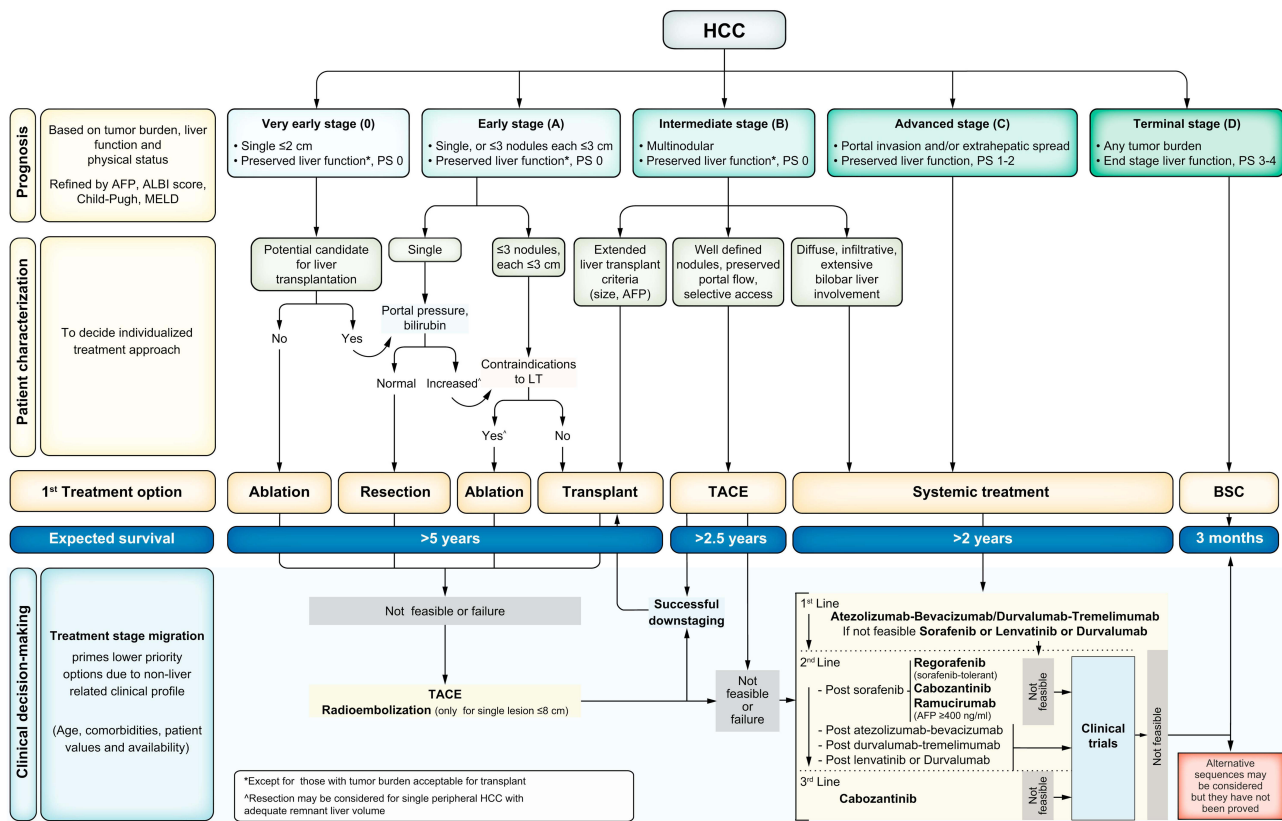 HCC
Prognosis
Based on tumor burden, liver
function and
physical status
Refined by AFP, ALBI score,
Child-Pugh, MELD
Very early stage (0)
• Single ≤2 cm
• Preserved liver function*, PS 0
Early stage (A)
• Single, or ≤3 nodules each ≤3 cm
• Preserved liver function*, PS 0
Intermediate stage (B)
• Multinodular
• Preserved liver function*, PS 0
Advanced stage (C)
• Portal invasion and/or extrahepatic spread
• Preserved liver function, PS 1-2
Terminal stage (D)
• Any tumor burden
• End stage liver function, PS 3-4
Patient characterization
To decide individualized
treatment approach
Potential candidate
for liver
transplantation
Single
≤3 nodules,
each ≤3 cm
Extended
liver transplant
criteria
(size, AFP)
Well defined
nodes, preserved
portal flow,
selective access
Diffuse, infiltrative,
extensive
bilobar liver
involvement
No
Yes
Portal pressure,
bilirubin
Normal
Increased^
Contraindications
to LT
Yes^
No
1st Treatment option
Ablation
Resection
Ablation
Transplant
TACE
Systemic treatment
BSC
Expected survival
>5 years
>2.5 years
>2 years
3 months
Clinical decision-making
Treatment stage migration
primes lower priority
options due to non-liver
related clinical profile
(Age, comorbidities, patient
values and availability)
Not feasible or failure
Successful
downstaging
TACE
Radioembolization (only for single lesion ≤8 cm)
Not
feasible
or
failure
1st Line
Atezolizumab-Bevacizumab/Durvalumab-Tremelimumab
If not feasible Sorafenib or Lenvatinib or Durvalumab
2nd Line
- Post sorafenib
Regorafenib
(sorafenib-tolerant)
Cabozantinib
Ramucirumab
(AFP ≥400 ng/ml)
- Post atezolizumab-bevacizumab
- Post durvalumab-tremelimumab
- Post lenvatinib or Durvalumab
Not
feasible
3rd Line
Cabozantinib
Not
feasible
Clinical
trials
Not feasible
Alternative
sequences may
be considered
but they have not
been proved
*Except for those with tumor burden acceptable for transplant
^Resection may be considered for single peripheral HCC with
adequate remnant liver volume